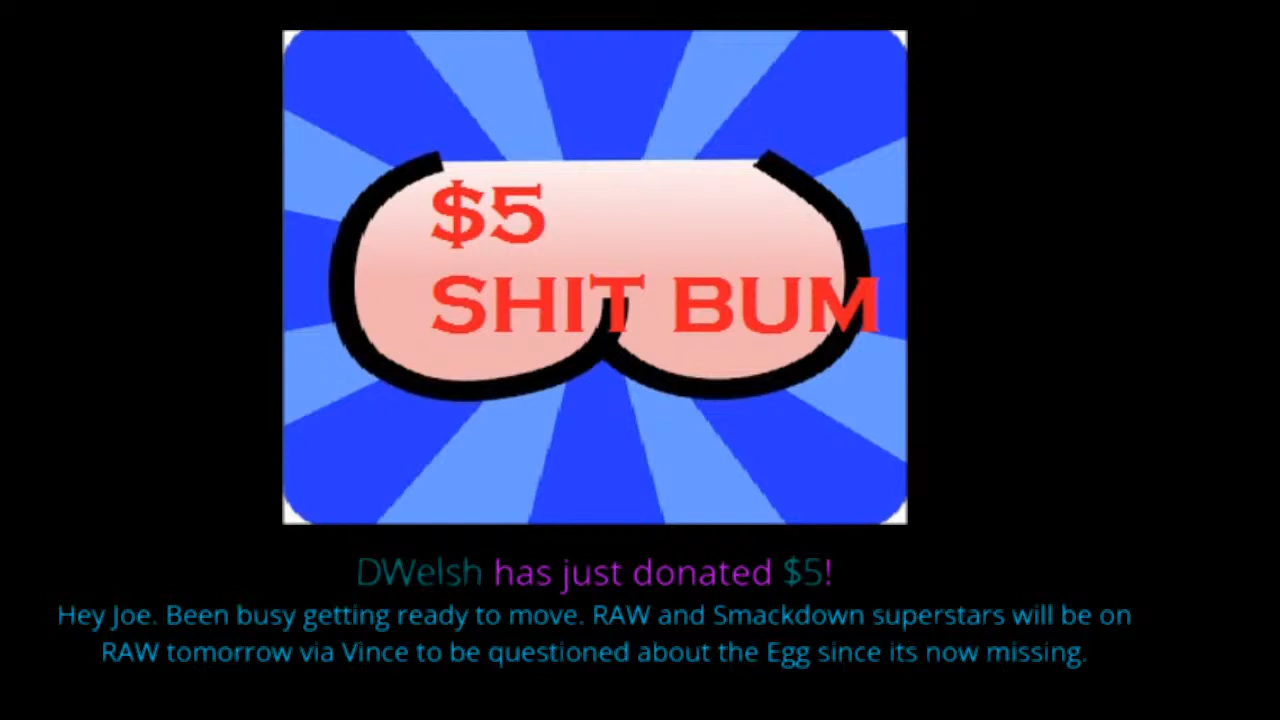 $5
SHIT BUM
DWelsh has just donated $5!
Hey Joe. Been busy getting ready to move. RAW and Smackdown superstars will be on
RAW tomorrow via Vince to be questioned about the Egg since its now missing.